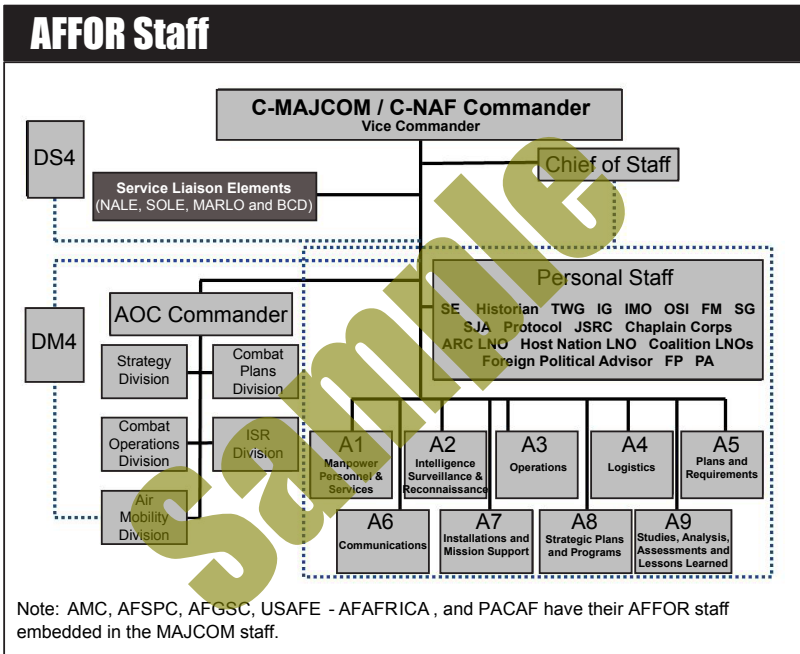 AFFOR Staff
C-MAJCOM / C-NAF Commander
Vice Commander
DS4
Chief of Staff
Service Liaison Elements
(NALE, SOLE, MARLO and BCD)
Personal Staff
SE Historian TWG IG IMO OSI FM SG
SJA Protocol JSRC Chaplain Corps
ARC LNO Host Nation LNO Coalition LNOs
Foreign Political Advisor FP PA
DM4
AOC Commander
Strategy
Division
Combat
Plans
Division
Combat
Operations
Division
ISR
Division
Air
Mobility
Division
A1
Manpower
Personnel &
Services
A2
Intelligence
Surveillance &
Reconnaissance
A3
Operations
A4
Logistics
A5
Plans and
Requirements
A6
Communications
A7
Installations and
Mission Support
A8
Strategic Plans
and Programs
A9
Studies, Analysis,
Assessments and
Lessons Learned
Sample
Note: AMC, AFSPC, AFGSC, USAFE - AFAFRICA , and PACAF have their AFFOR staff
embedded in the MAJCOM staff.